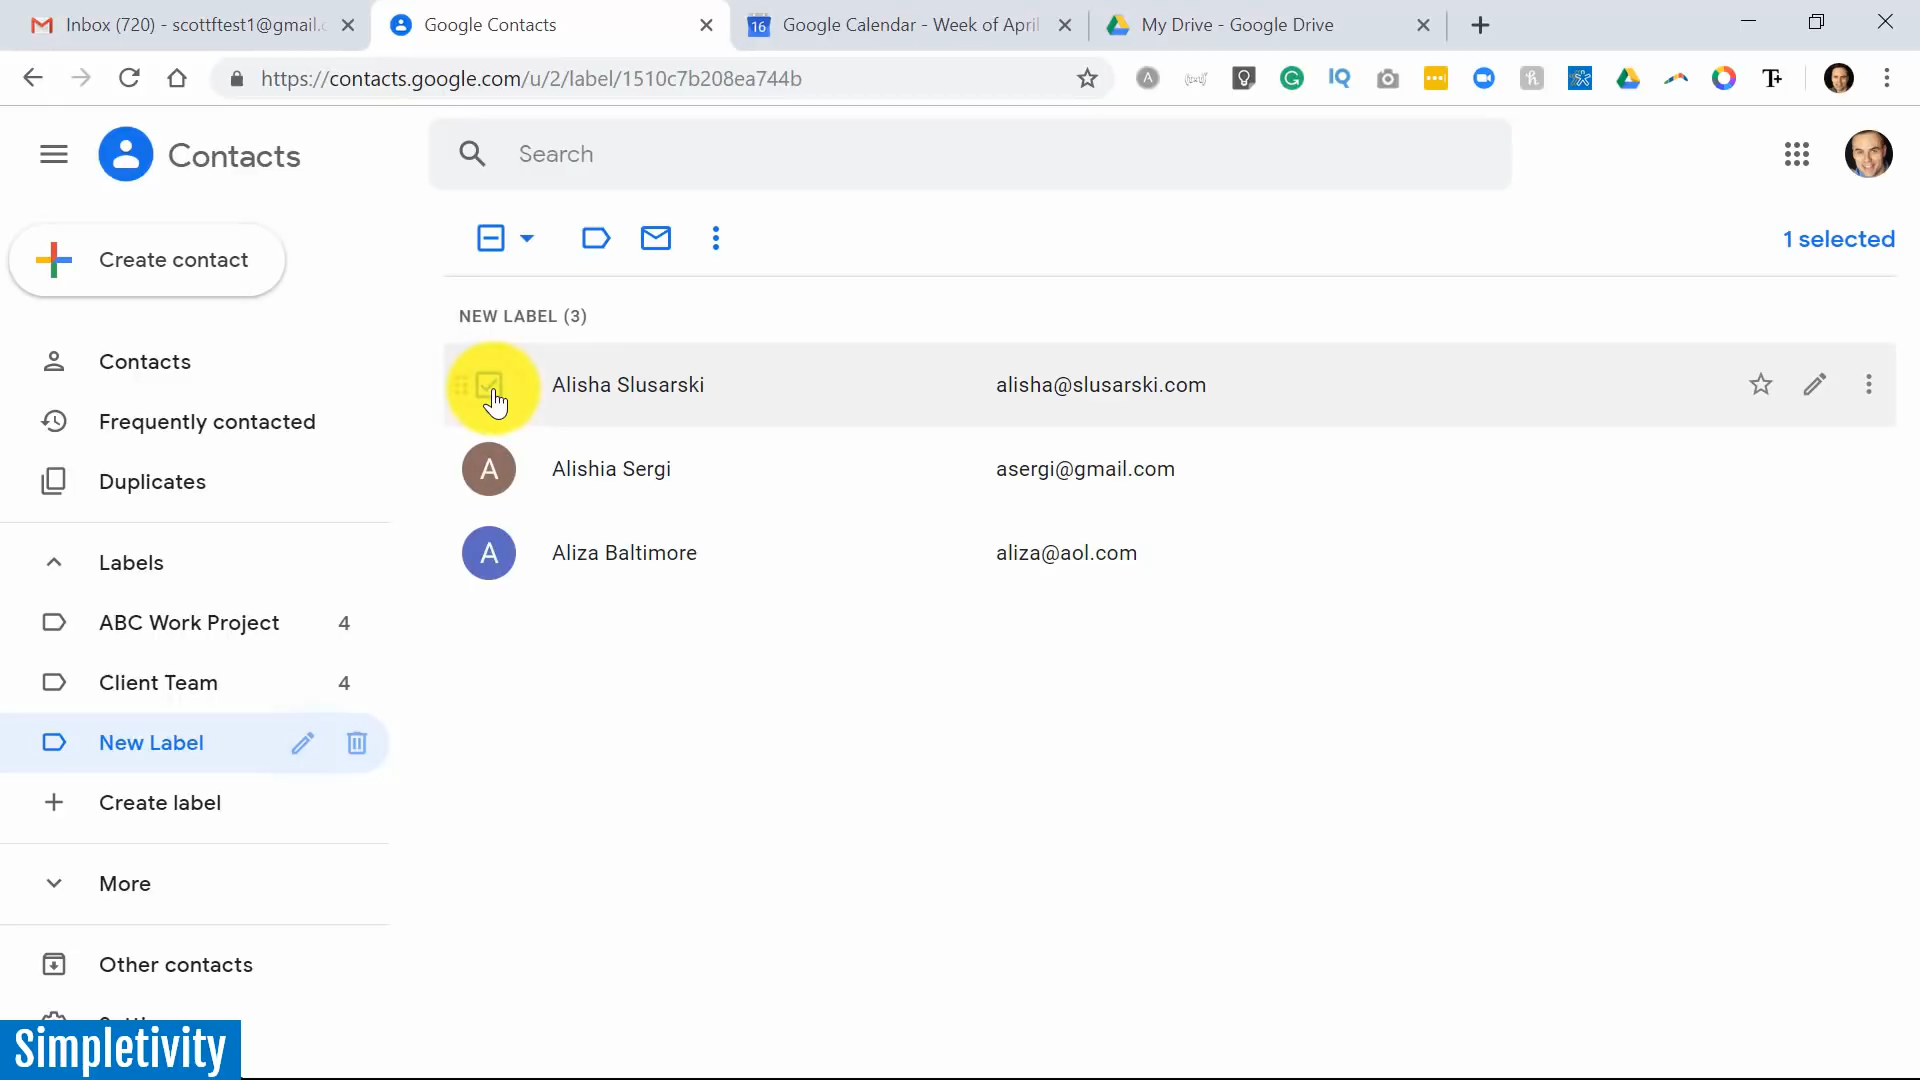 Inbox (720) - scottftest1@gmail.c
Google Contacts
16
Google Calendar - Week of April
My Drive - Google Drive
https://contacts.google.com/u/2/label/1510c7b208ea744b
Contacts
Search
Create contact
1 selected
Contacts
Frequently contacted
Duplicates
Labels
ABC Work Project 4
Client Team 4
New Label
Create label
More
Other contacts
NEW LABEL (3)
Alisha Slusarski alisha@slusarski.com
A Alishia Sergi asergi@gmail.com
A Aliza Baltimore aliza@aol.com
Simpletivity